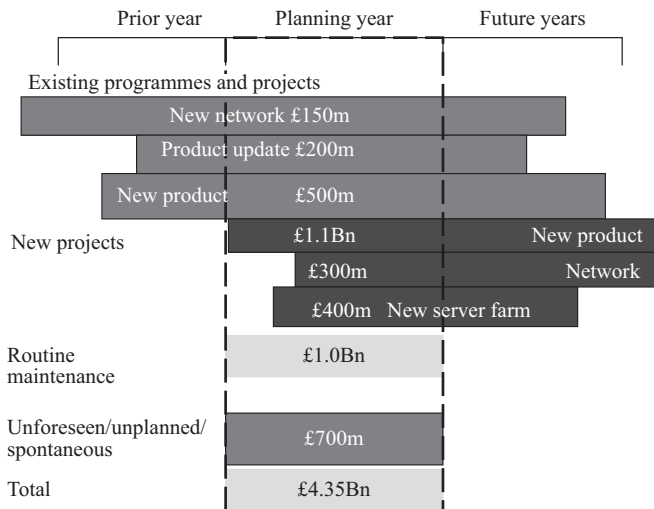 Prior year Planning year Future years
Existing programmes and projects
New network £150m
Product update £200m
New product £500m
New projects
£1.1Bn New product
£300m Network
£400m New server farm
Routine
maintenance
£1.0Bn
Unforeseen/unplanned/
spontaneous
£700m
Total £4.35Bn